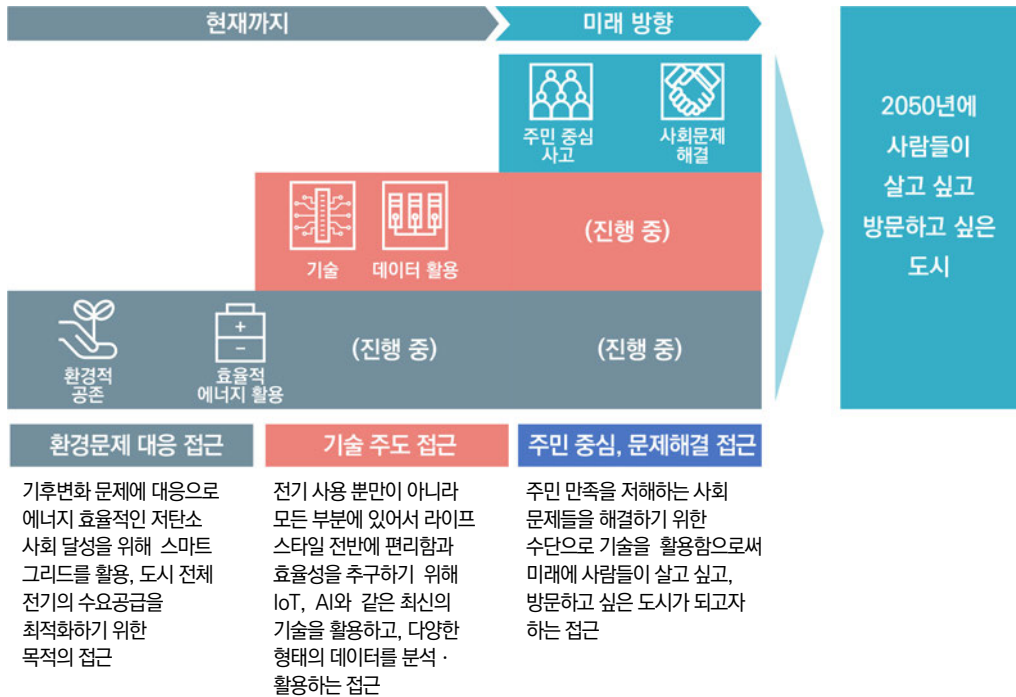 현재까지
미래 방향
주민 중심
사고
사회문제
해결
기술
데이터 활용
(진행 중)
환경적
공존
효율적
에너지 활용
(진행 중)
(진행 중)
2050년에
사람들이
살고 싶고
방문하고 싶은
도시
환경문제 대응 접근
기후변화 문제에 대응으로
에너지 효율적인 저탄소
사회 달성을 위해 스마트
그리드를 활용, 도시 전체
전기의 수요공급을
최적화하기 위한
목적의 접근
기술 주도 접근
전기 사용 뿐만이 아니라
모든 부분에 있어서 라이프
스타일 전반에 편리함과
효율성을 추구하기 위해
IoT, AI와 같은 최신의
기술을 활용하고, 다양한
형태의 데이터를 분석 ·
활용하는 접근
주민 중심, 문제해결 접근
주민 만족을 저해하는 사회
문제들을 해결하기 위한
수단으로 기술을 활용함으로써
미래에 사람들이 살고 싶고,
방문하고 싶은 도시가 되고자
하는 접근